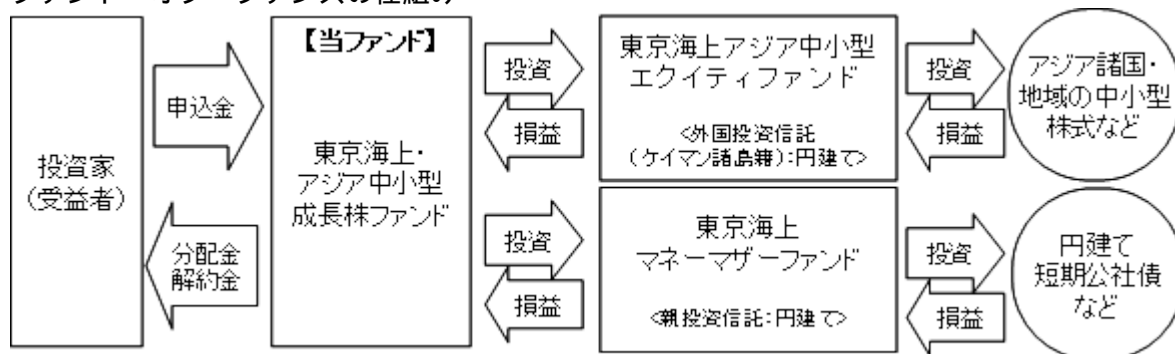 ファンド・オブ・ファンズの仕組み
投資家
(受益者)
申込金
分配金
解約金
【当ファンド】
東京海上・
アジア中小型
成長株ファンド
投資
損益
東京海上アジア中小型
エクイティファンド
<外国投資信託
(ケイマン諸島籍):円建て>
投資
損益
アジア諸国・
地域の中小型
株式など
投資
損益
東京海上
マネーマザーファンド
<親投資信託:円建て>
投資
損益
円建て
短期公社債
など